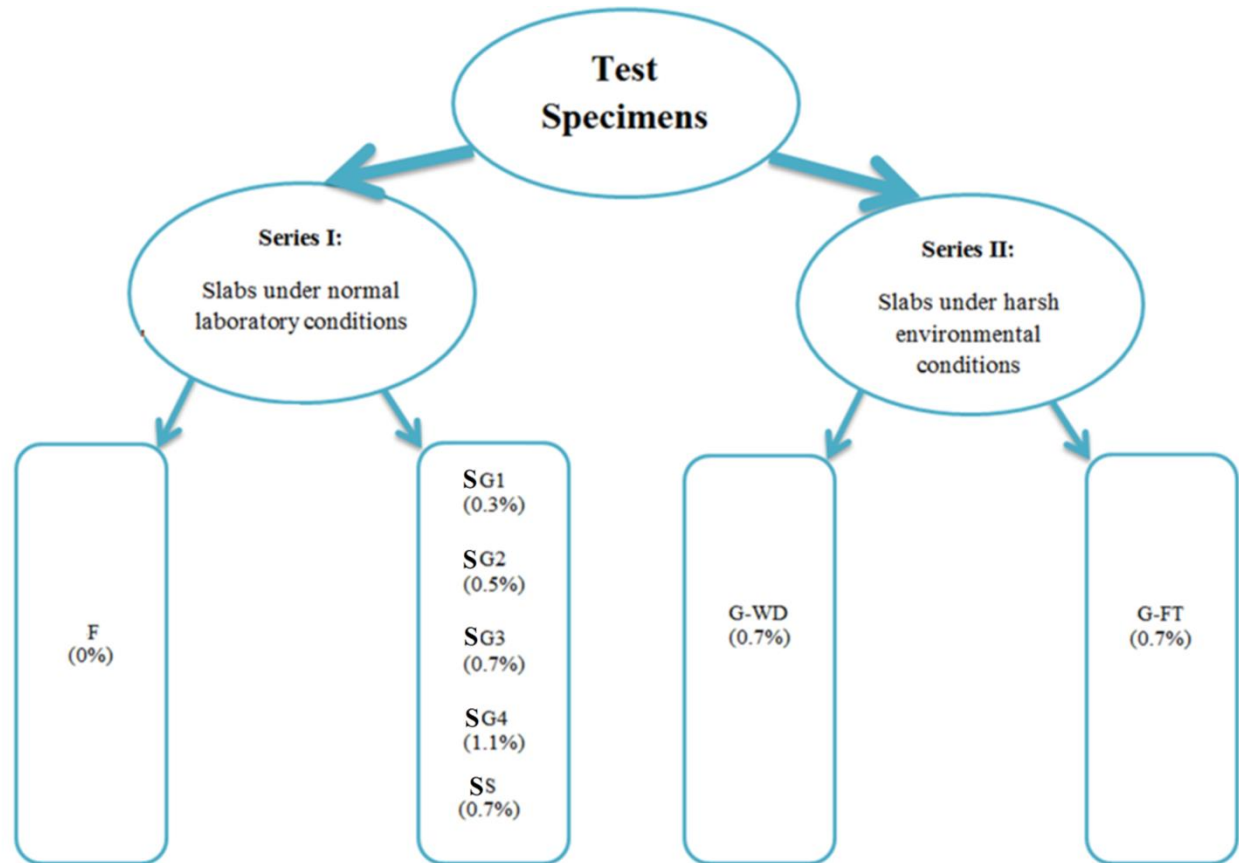 Test
Specimens
Series I:
Slabs under normal
laboratory conditions
Series II:
Slabs under harsh
environmental
conditions
F
(0%)
SG1
(0.3%)
SG2
(0.5%)
SG3
(0.7%)
SG4
(1.1%)
SS
(0.7%)
G-WD
(0.7%)
G-FT
(0.7%)